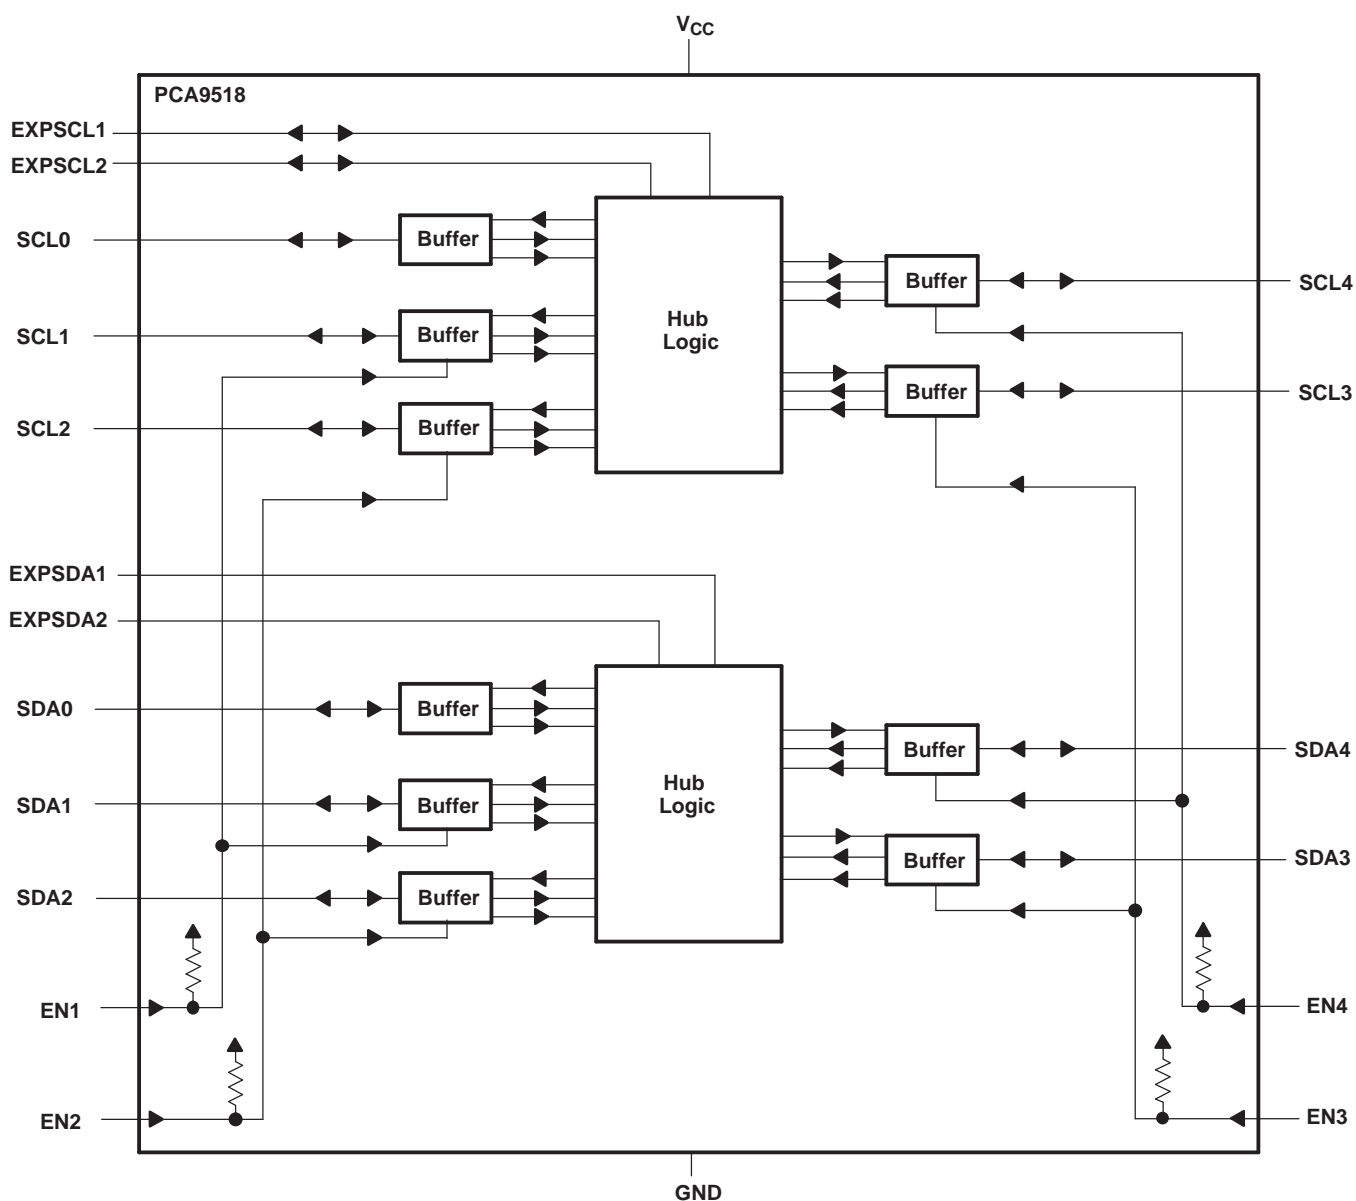 VCC
PCA9518
EXPSCL1
EXPSCL2
SCL0
Buffer
SCL1
Buffer
SCL2
Buffer
Hub
Logic
Buffer
SCL4
Buffer
SCL3
EXPSDA1
EXPSDA2
SDA0
Buffer
SDA1
Buffer
SDA2
Buffer
Hub
Logic
Buffer
SDA4
Buffer
SDA3
EN1
EN2
EN4
EN3
GND